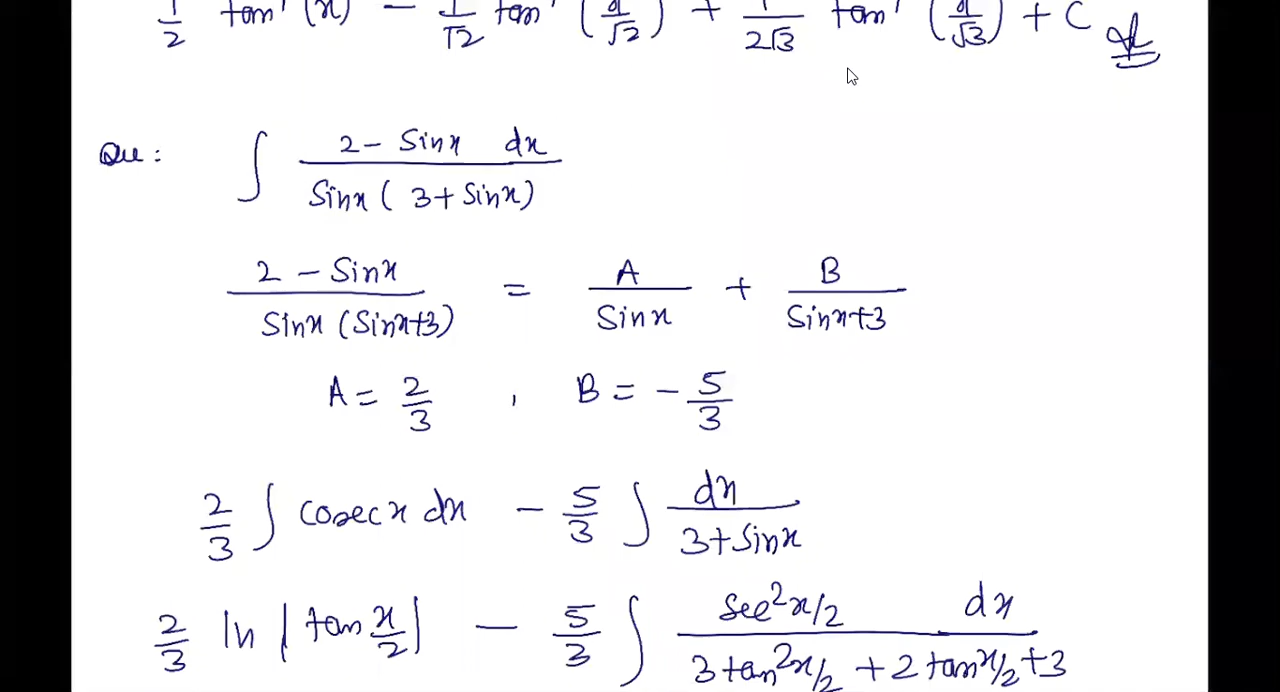 1/2 tan⁻¹(x) − 1/√2 tan⁻¹(x/√2) + 1/2√3 tan⁻¹(x/√3) + C
Qu: ∫ 2 − Sinx dx / Sinx (3 + Sinx)
2 − Sinx / Sinx (Sinx+3) = A / Sinx + B / Sinx+3
A = 2/3 , B = − 5/3
2/3 ∫ cosec x dx − 5/3 ∫ dx / 3+Sinx
2/3 ln |tan x/2| − 5/3 ∫ sec²x/2 dx / 3 tan²x/2 + 2 tan x/2 + 3